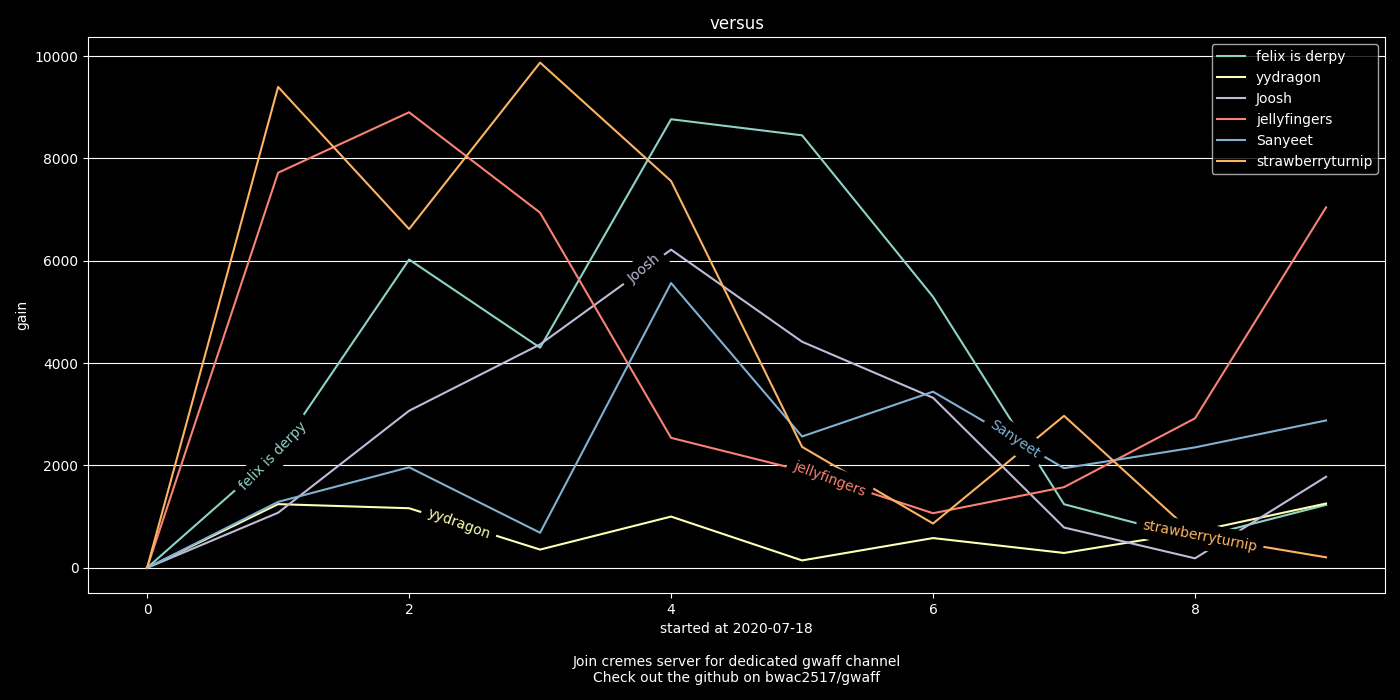 versus
10000
8000
6000
4000
2000
0
gain
felix is derpy
yydragon
Joosh
jellyfingers
Sanyeet
strawberryturnip
Joosh
felix is derpy
Sanyeet
jellyfingers
yydragon
strawberryturnip
0 2 4 6 8
started at 2020-07-18
Join cremes server for dedicated gwaff channel
Check out the github on bwac2517/gwaff